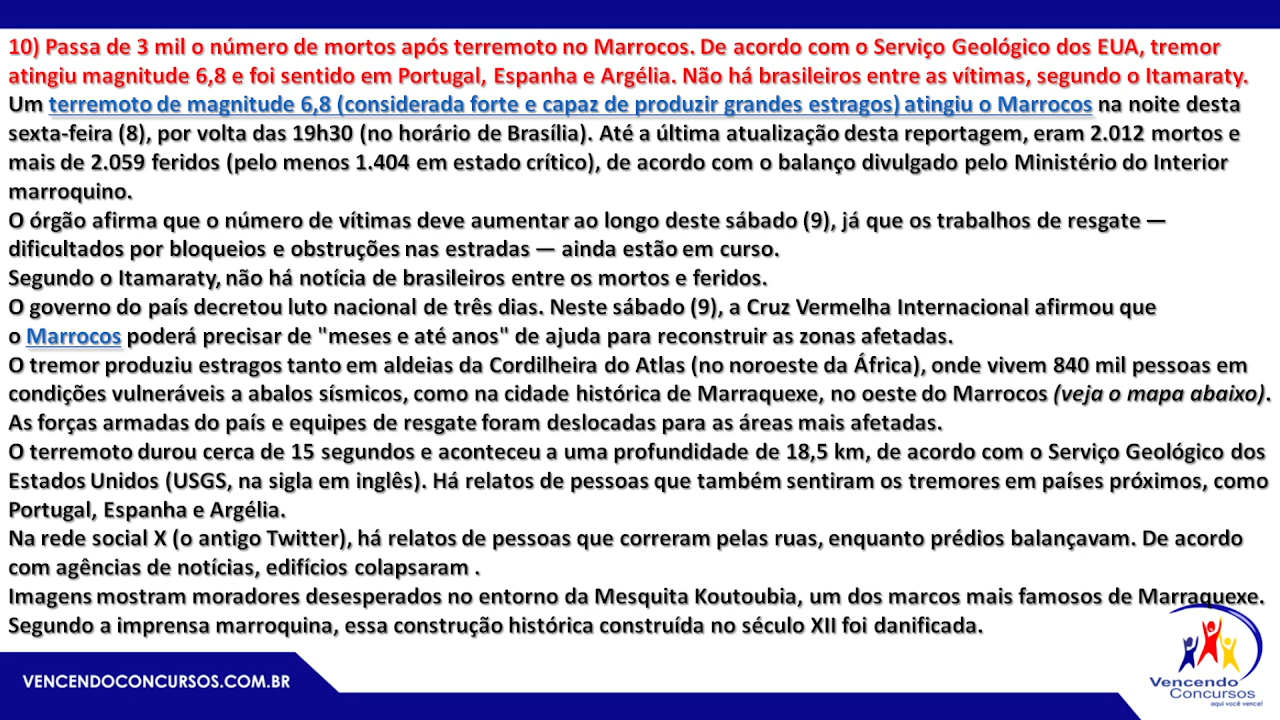 10) Passa de 3 mil o número de mortos após terremoto no Marrocos. De acordo com o Serviço Geológico dos EUA, tremor
atingiu magnitude 6,8 e foi sentido em Portugal, Espanha e Argélia. Não há brasileiros entre as vítimas, segundo o Itamaraty.
Um terremoto de magnitude 6,8 (considerada forte e capaz de produzir grandes estragos) atingiu o Marrocos na noite desta
sexta-feira (8), por volta das 19h30 (no horário de Brasília). Até a última atualização desta reportagem, eram 2.012 mortos e
mais de 2.059 feridos (pelo menos 1.404 em estado crítico), de acordo com o balanço divulgado pelo Ministério do Interior
marroquino.
O órgão afirma que o número de vítimas deve aumentar ao longo deste sábado (9), já que os trabalhos de resgate —
dificultados por bloqueios e obstruções nas estradas — ainda estão em curso.
Segundo o Itamaraty, não há notícia de brasileiros entre os mortos e feridos.
O governo do país decretou luto nacional de três dias. Neste sábado (9), a Cruz Vermelha Internacional afirmou que
o Marrocos poderá precisar de "meses e até anos" de ajuda para reconstruir as zonas afetadas.
O tremor produziu estragos tanto em aldeias da Cordilheira do Atlas (no noroeste da África), onde vivem 840 mil pessoas em
condições vulneráveis a abalos sísmicos, como na cidade histórica de Marraquexe, no oeste do Marrocos (veja o mapa abaixo).
As forças armadas do país e equipes de resgate foram deslocadas para as áreas mais afetadas.
O terremoto durou cerca de 15 segundos e aconteceu a uma profundidade de 18,5 km, de acordo com o Serviço Geológico dos
Estados Unidos (USGS, na sigla em inglês). Há relatos de pessoas que também sentiram os tremores em países próximos, como
Portugal, Espanha e Argélia.
Na rede social X (o antigo Twitter), há relatos de pessoas que correram pelas ruas, enquanto prédios balançavam. De acordo
com agências de notícias, edifícios colapsaram .
Imagens mostram moradores desesperados no entorno da Mesquita Koutoubia, um dos marcos mais famosos de Marraquexe.
Segundo a imprensa marroquina, essa construção histórica construída no século XII foi danificada.
VENCENDOCONCURSOS.COM.BR
Vencendo
Concursos
aqui você vence!